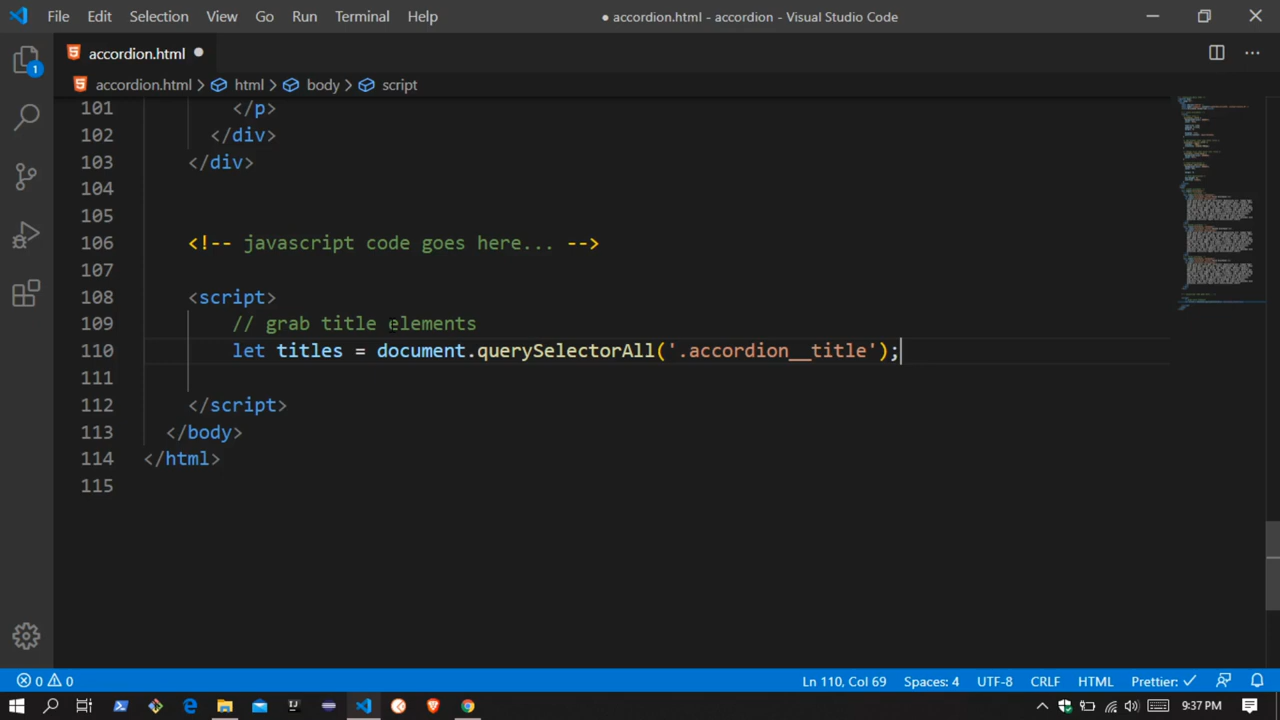 File Edit Selection View Go Run Terminal Help
● accordion.html - accordion - Visual Studio Code
1
accordion.html ●
accordion.html > html > body > script
101 </p>
102 </div>
103 </div>
104
105
106 <!-- javascript code goes here... -->
107
108 <script>
109 // grab title elements
110 let titles = document.querySelectorAll('.accordion__title');
111
112 </script>
113 </body>
114 </html>
115
0 0 Ln 110, Col 69 Spaces: 4 UTF-8 CRLF HTML Prettier: ✓
9:37 PM